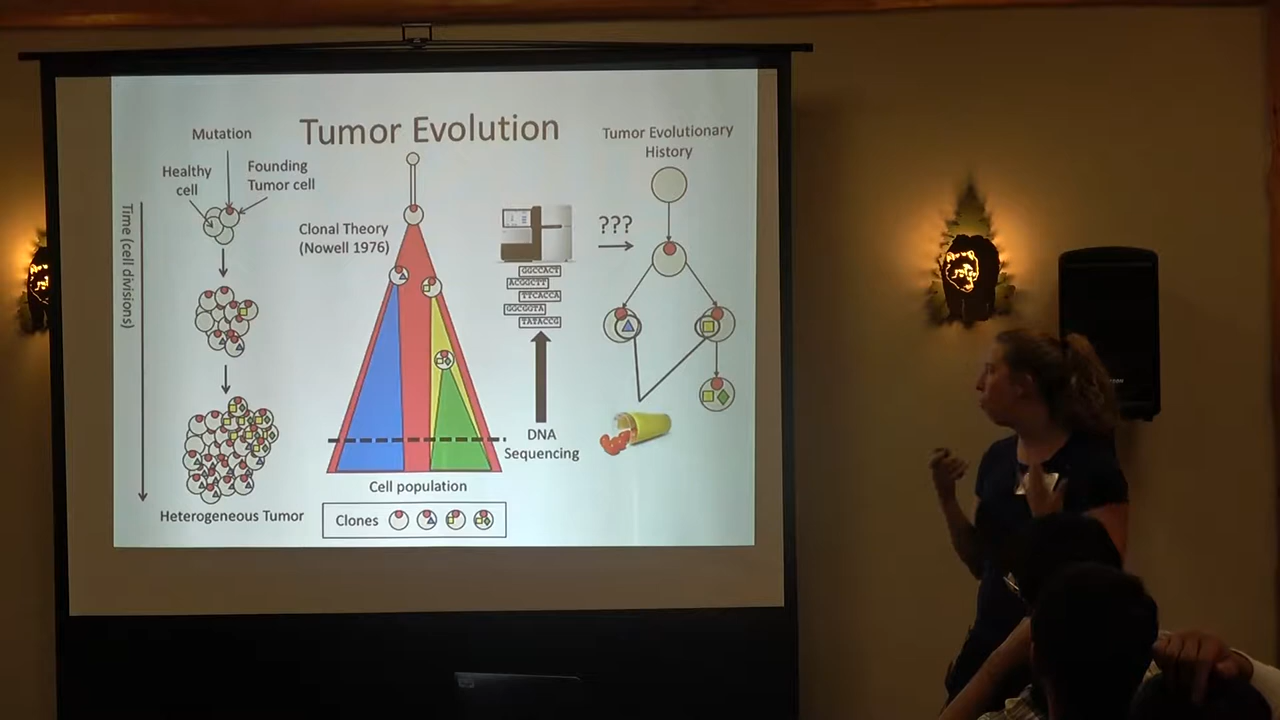 Tumor Evolution
Mutation
Healthy
cell
Founding
Tumor cell
Time (cell divisions)
Heterogeneous Tumor
Clonal Theory
(Nowell 1976)
Cell population
Clones
GGCCACT
ACGGCTT
TTCACCA
GGCGGTA
TATACCG
DNA
Sequencing
???
Tumor Evolutionary
History